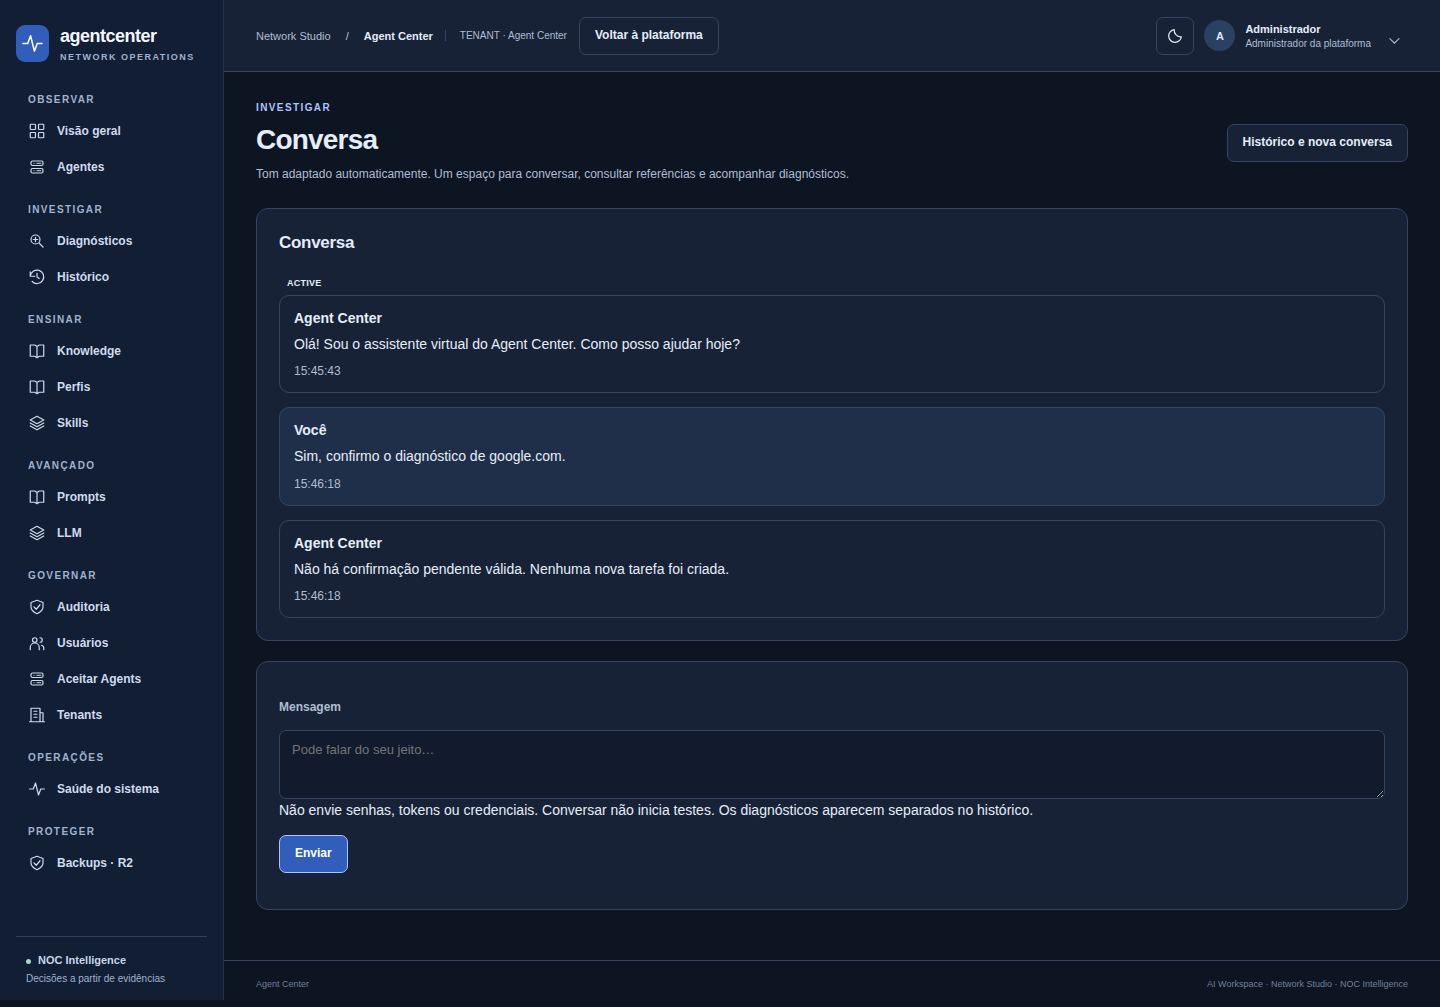 agentcenter
NETWORK OPERATIONS
OBSERVAR
Visão geral
Agentes
INVESTIGAR
Diagnósticos
Histórico
ENSINAR
Knowledge
Perfis
Skills
AVANÇADO
Prompts
LLM
GOVERNAR
Auditoria
Usuários
Aceitar Agents
Tenants
OPERAÇÕES
Saúde do sistema
PROTEGER
Backups · R2
NOC Intelligence
Decisões a partir de evidências
Network Studio / Agent Center TENANT · Agent Center Voltar à plataforma
A
Administrador
Administrador da plataforma
INVESTIGAR
Conversa
Tom adaptado automaticamente. Um espaço para conversar, consultar referências e acompanhar diagnósticos.
Histórico e nova conversa
Conversa
ACTIVE
Agent Center
Olá! Sou o assistente virtual do Agent Center. Como posso ajudar hoje?
15:45:43
Você
Sim, confirmo o diagnóstico de google.com.
15:46:18
Agent Center
Não há confirmação pendente válida. Nenhuma nova tarefa foi criada.
15:46:18
Mensagem
Pode falar do seu jeito…
Não envie senhas, tokens ou credenciais. Conversar não inicia testes. Os diagnósticos aparecem separados no histórico.
Enviar
Agent Center
AI Workspace · Network Studio · NOC Intelligence